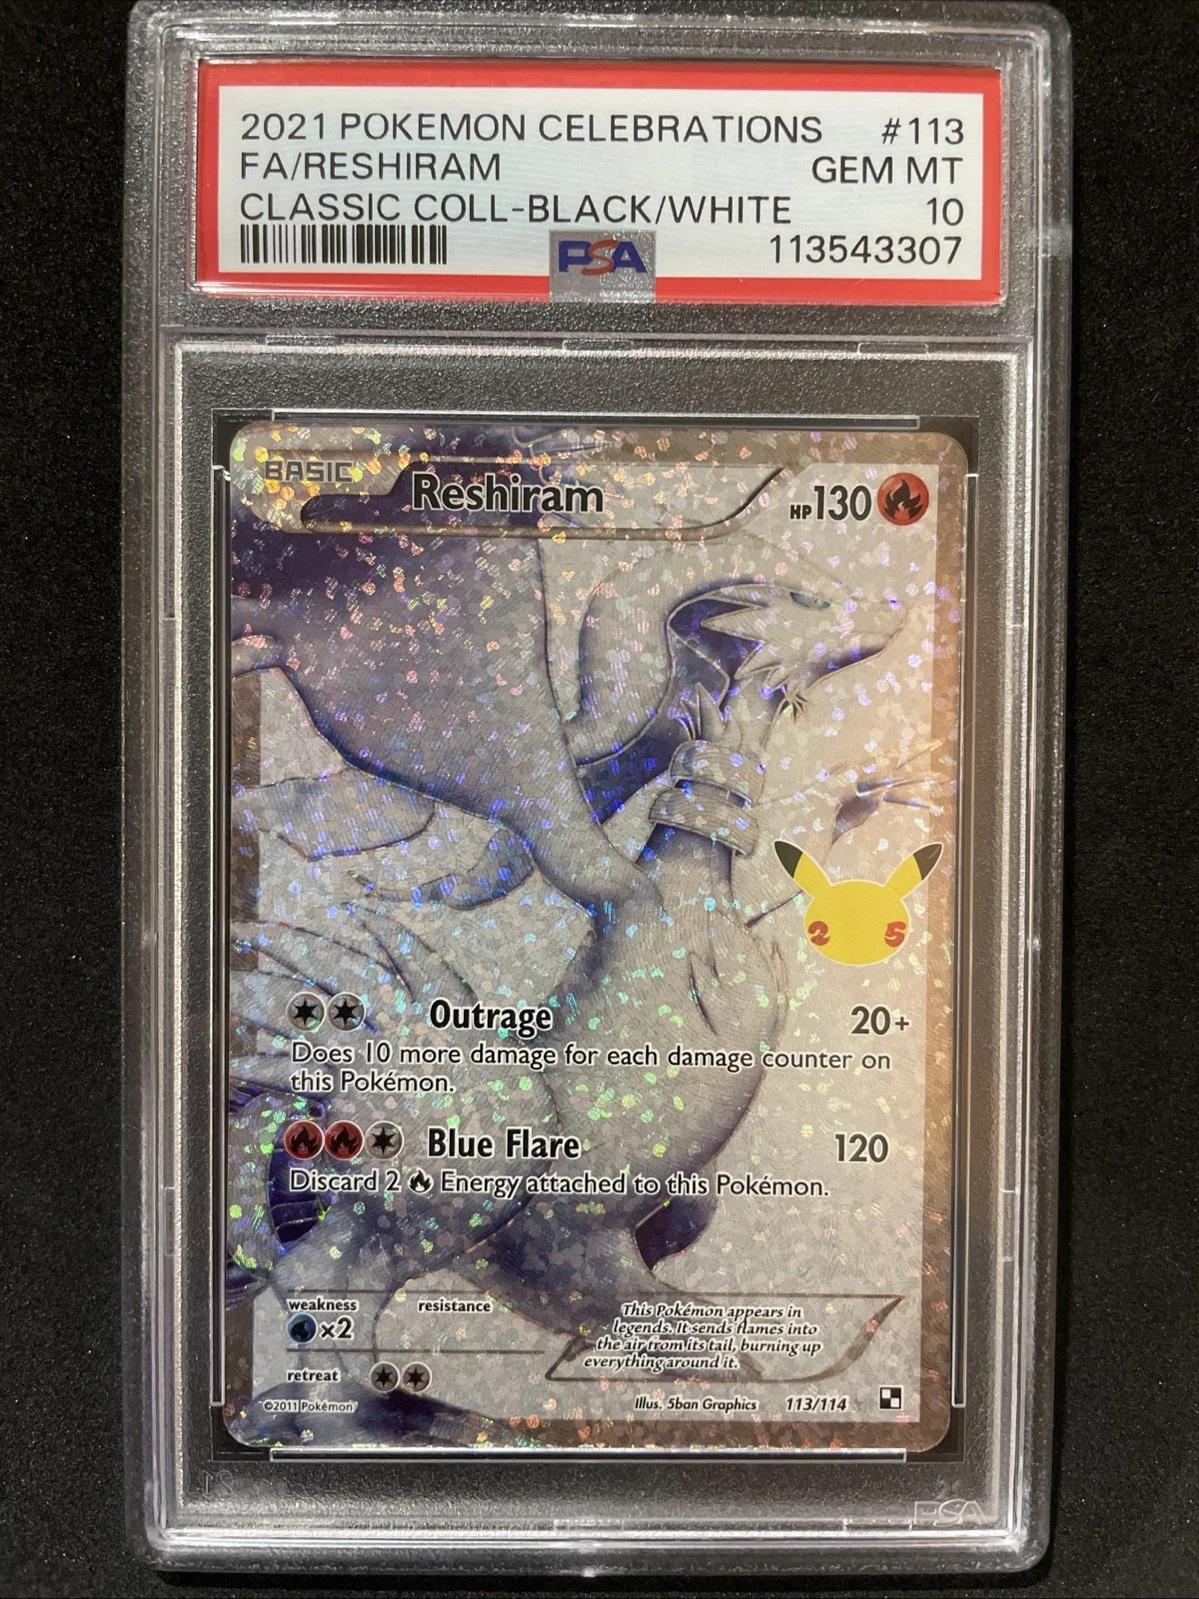 2021 POKEMON CELEBRATIONS #113
FA/RESHIRAM GEM MT
CLASSIC COLL-BLACK/WHITE 10
PSA 113543307
BASIC Reshiram HP130
25
Outrage 20+
Does 10 more damage for each damage counter on
this Pokémon.
Blue Flare 120
Discard 2 Energy attached to this Pokémon.
weakness resistance
×2
retreat
This Pokémon appears in
legends. It sends flames into
the air from its tail, burning up
everything around it.
©2011 Pokémon Illus. 5ban Graphics 113/114
PSA